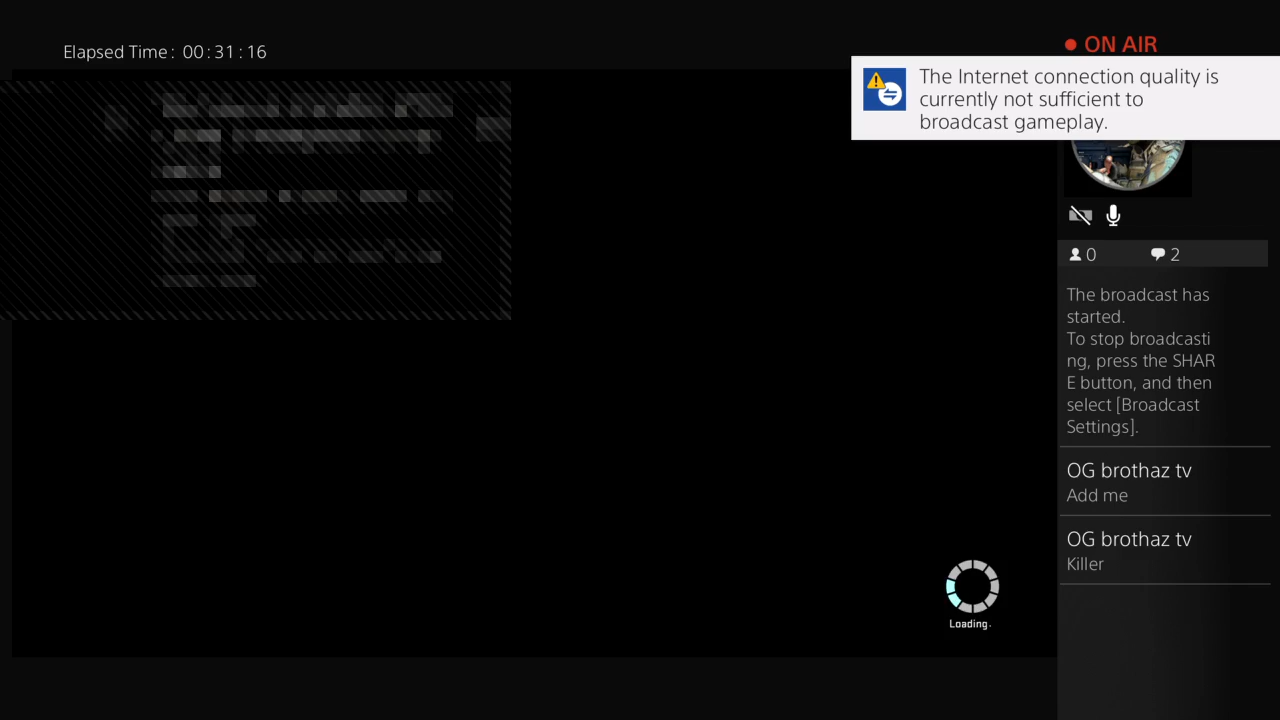 Elapsed Time: 00:31:16
ON AIR
The Internet connection quality is
currently not sufficient to
broadcast gameplay.
0
2
The broadcast has
started.
To stop broadcasti
ng, press the SHAR
E button, and then
select [Broadcast
Settings].
OG brothaz tv
Add me
OG brothaz tv
Killer
Loading.